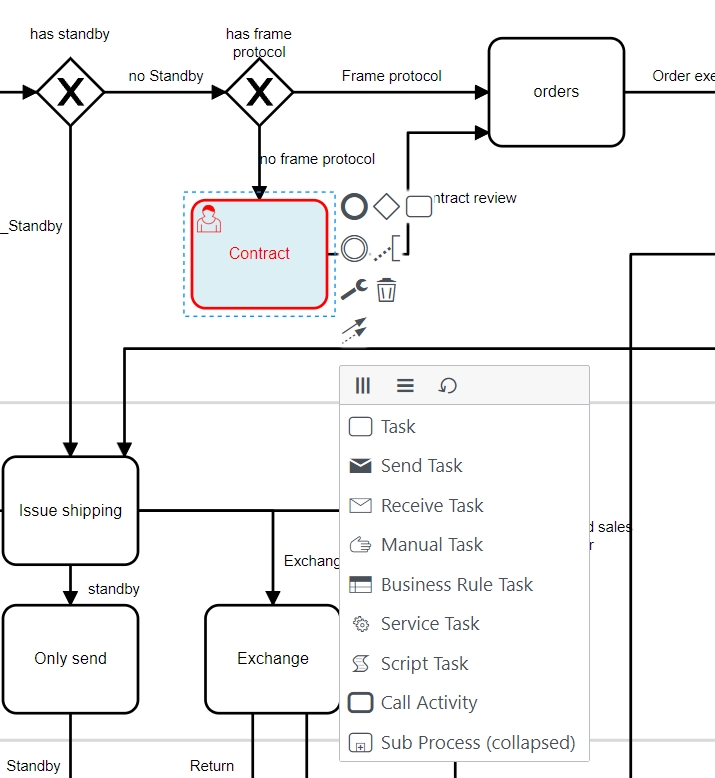 has standby
has frame
protocol
no Standby
Frame protocol
orders
Order exe
no frame protocol
ntract review
_Standby
Contract
Task
Send Task
Issue shipping
Receive Task
d sales
r
Manual Task
Exchang
standby
Business Rule Task
Service Task
Only send
Exchange
Script Task
Call Activity
Sub Process (collapsed)
Standby
Return